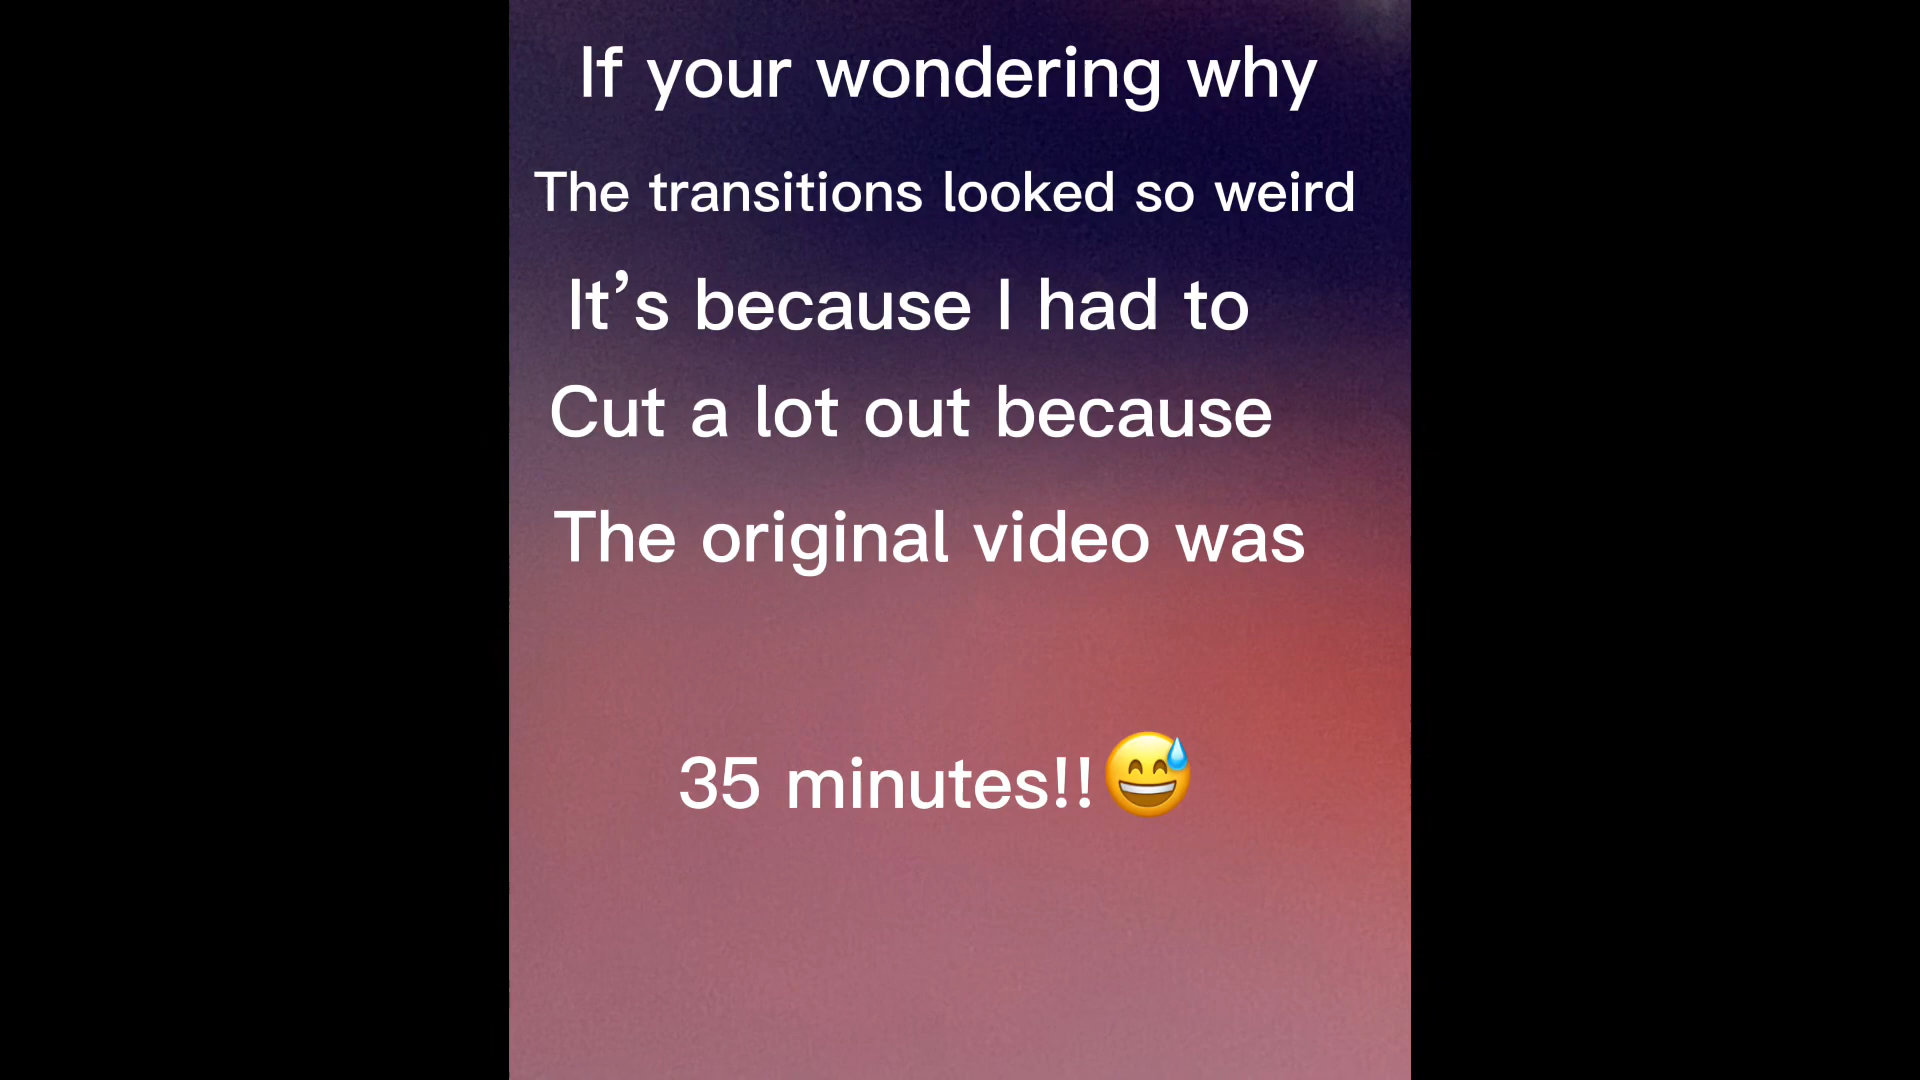 If your wondering why
The transitions looked so weird
It’s because I had to
Cut a lot out because
The original video was
35 minutes!!😅